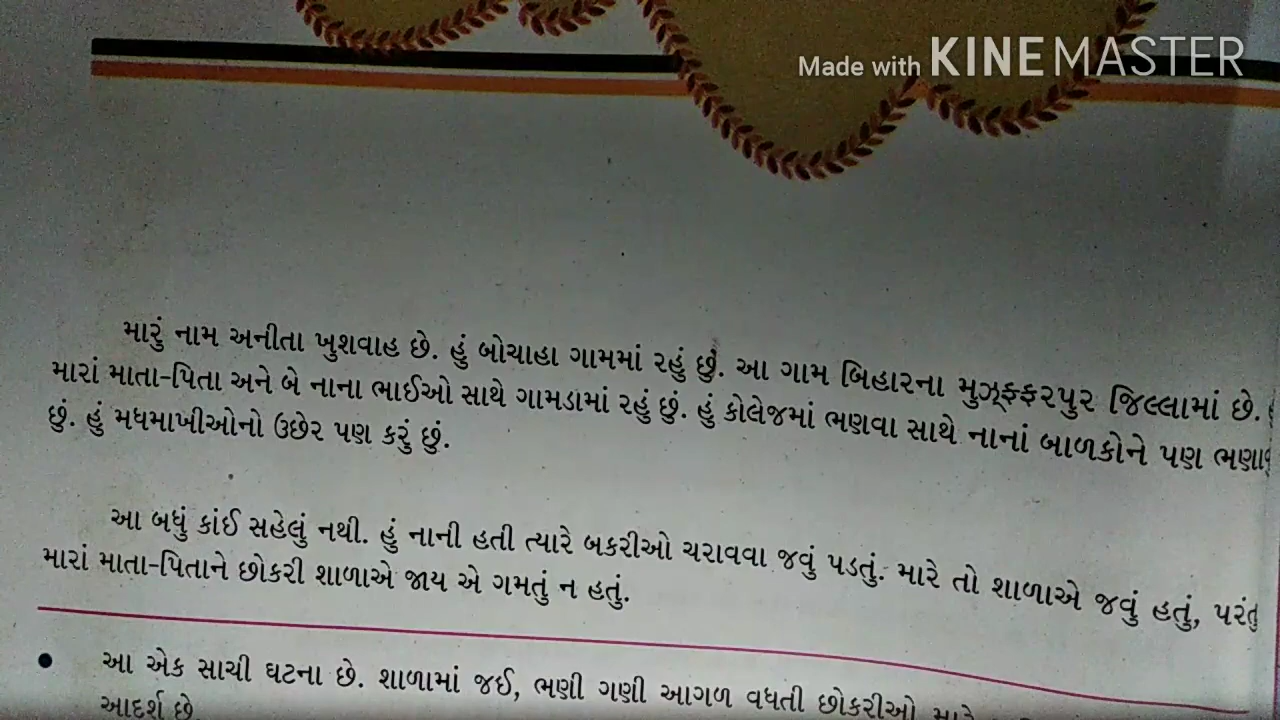 Made with KINEMASTER
મારું નામ અનીતા ખુશવાહ છે. હું બોચાહા ગામમાં રહું છું. આ ગામ બિહારના મુઝ્ફ્ફરપુર જિલ્લામાં છે.
મારાં માતા-પિતા અને બે નાના ભાઈઓ સાથે ગામડામાં રહું છું. હું કોલેજમાં ભણવા સાથે નાનાં બાળકોને પણ
છું. હું મધમાખીઓનો ઉછેર પણ કરું છું.
આ બધું કાંઈ સહેલું નથી. હું નાની હતી ત્યારે બકરીઓ ચરાવવા જવું પડતું. મારે તો શાળાએ જવું હતું, પરંતુ
મારાં માતા-પિતાને છોકરી શાળાએ જાય એ ગમતું ન હતું.
• આ એક સાચી ઘટના છે. શાળામાં જઈ, ભણી ગણી આગળ વધતી છોકરીઓ માટે
આદર્શ છે.